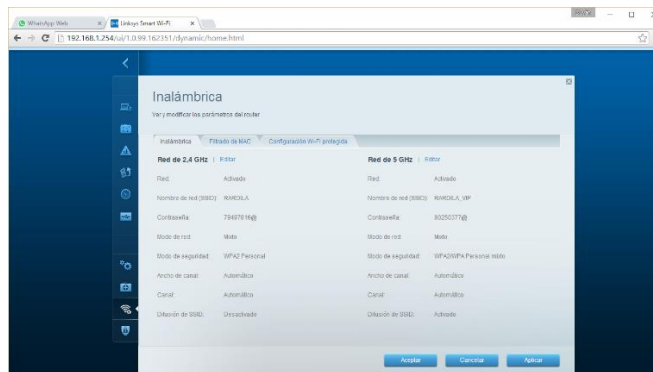 WhatsApp Web
Linksys Smart Wi-Fi
192.168.1.254/ui/1.0.99.162351/dynamic/home.html
Inalámbrica
Ver y modificar los parámetros del router
Inalámbrica Filtrado de MAC Configuración Wi-Fi protegida
Red de 2,4 GHz | Editar Red de 5 GHz | Editar
Red: Activado Red: Activado
Nombre de red (SSID): Nombre de red (SSID):
Contraseña: Contraseña:
Modo de red: Mixto Modo de red: Mixto
Modo de seguridad: WPA2 Personal Modo de seguridad: WPA2/WPA Personal mixto
Ancho de canal: Automático Ancho de canal: Automático
Canal: Automático Canal: Automático
Difusión de SSID: Desactivado Difusión de SSID: Activado
Aceptar Cancelar Aplicar